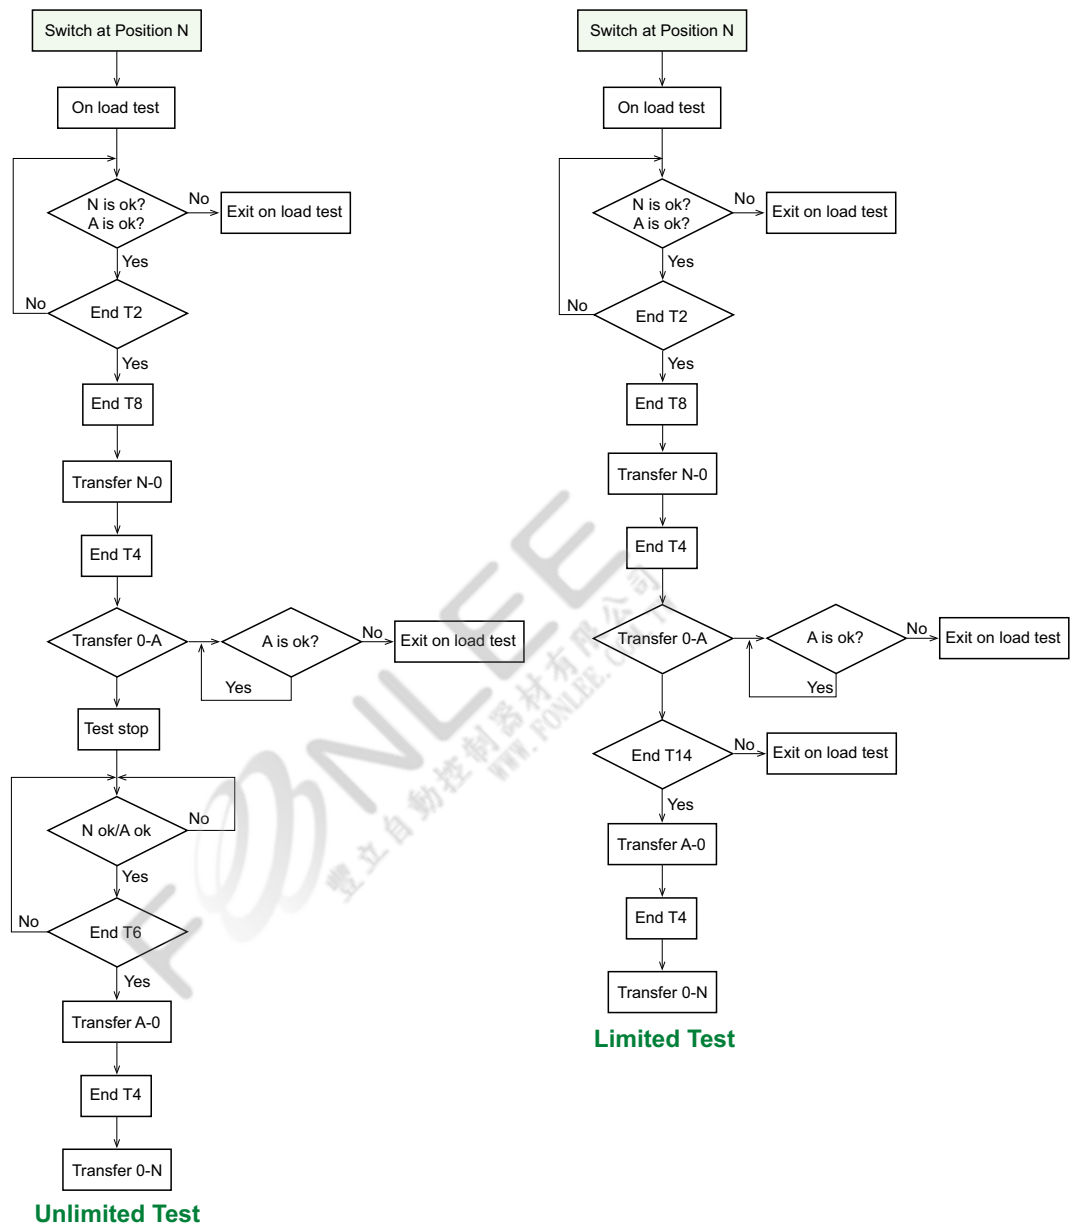 Switch at Position N
On load test
N is ok?
A is ok?
No
Exit on load test
Yes
No
End T2
Yes
End T8
Transfer N-0
End T4
Transfer 0-A
A is ok?
No
Exit on load test
Yes
Test stop
N ok/A ok
No
Yes
No
End T6
Yes
Transfer A-0
End T4
Transfer 0-N
Unlimited Test
Switch at Position N
On load test
N is ok?
A is ok?
No
Exit on load test
Yes
No
End T2
Yes
End T8
Transfer N-0
End T4
Transfer 0-A
A is ok?
No
Exit on load test
Yes
End T14
No
Exit on load test
Yes
Transfer A-0
End T4
Transfer 0-N
Limited Test
FONLEE
豐立自動控制器材有限公司
WWW.FONLEE.COM.TW